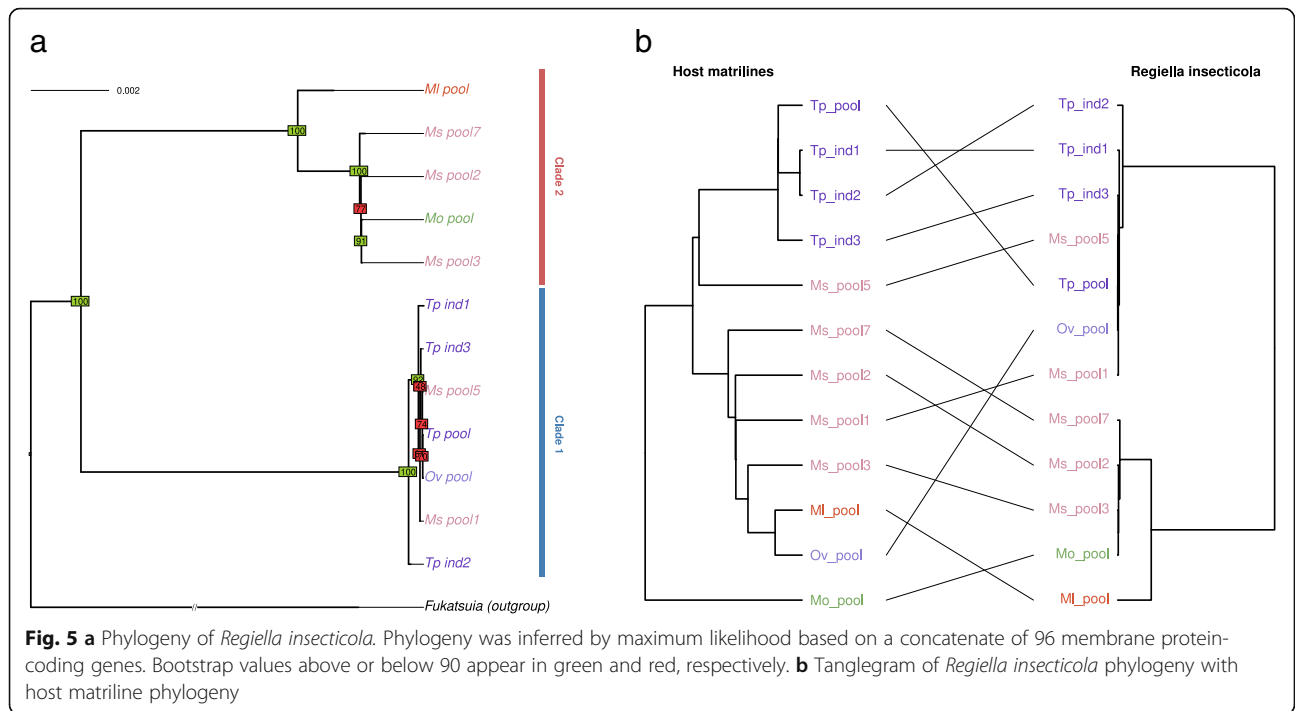 a
0.002
Ml pool
100
Ms pool7
100
Ms pool2
77
Mo pool
91
Ms pool3
Clade 2
100
Tp ind1
Tp ind3
Ms pool5
74
Tp pool
100
Ov pool
Ms pool1
Tp ind2
Clade 1
Fukatsuia (outgroup)
b
Host matrilines
Regiella insecticola
Tp_pool
Tp_ind2
Tp_ind1
Tp_ind1
Tp_ind2
Tp_ind3
Tp_ind3
Ms_pool5
Ms_pool5
Tp_pool
Ms_pool7
Ov_pool
Ms_pool2
Ms_pool1
Ms_pool1
Ms_pool7
Ms_pool3
Ms_pool2
Ml_pool
Ms_pool3
Ov_pool
Mo_pool
Mo_pool
Ml_pool
Fig. 5 a Phylogeny of Regiella insecticola. Phylogeny was inferred by maximum likelihood based on a concatenate of 96 membrane protein-
coding genes. Bootstrap values above or below 90 appear in green and red, respectively. b Tanglegram of Regiella insecticola phylogeny with
host matriline phylogeny